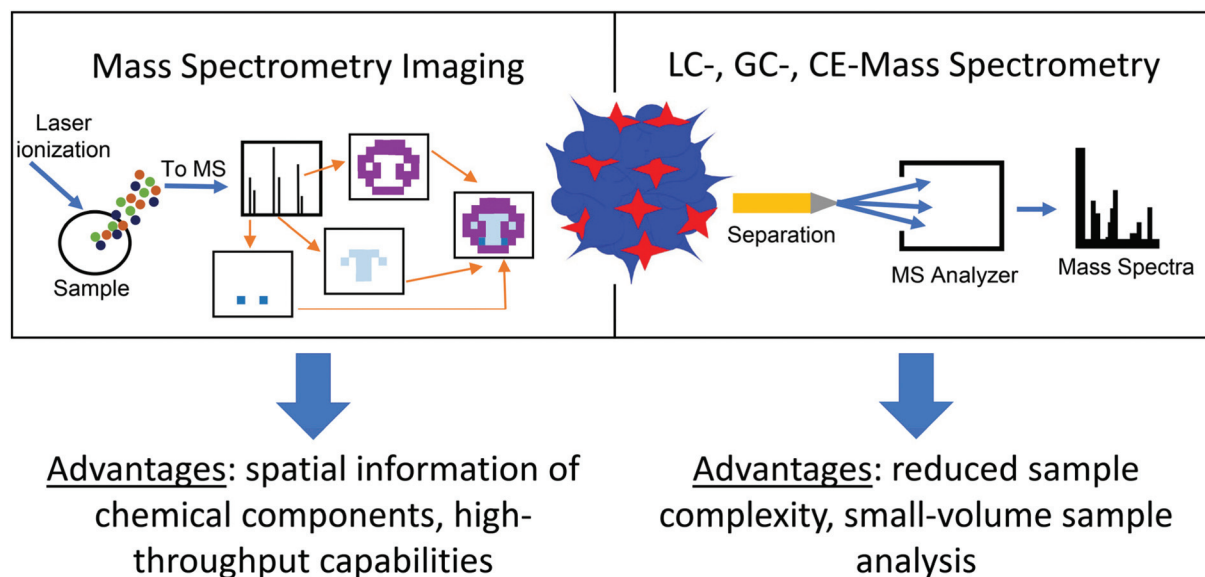 Mass Spectrometry Imaging
Laser
ionization
To MS
Sample
LC-, GC-, CE-Mass Spectrometry
Separation
MS Analyzer
Mass Spectra
Advantages: spatial information of
chemical components, high-
throughput capabilities
Advantages: reduced sample
complexity, small-volume sample
analysis